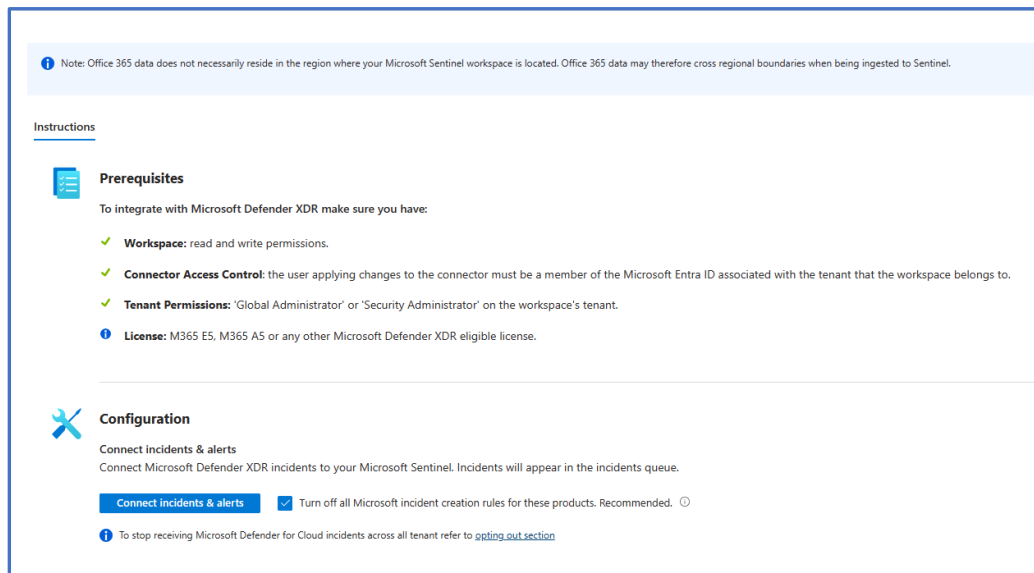 Note: Office 365 data does not necessarily reside in the region where your Microsoft Sentinel workspace is located. Office 365 data may therefore cross regional boundaries when being ingested to Sentinel.
Instructions
Prerequisites
To integrate with Microsoft Defender XDR make sure you have:
Workspace: read and write permissions.
Connector Access Control: the user applying changes to the connector must be a member of the Microsoft Entra ID associated with the tenant that the workspace belongs to.
Tenant Permissions: 'Global Administrator' or 'Security Administrator' on the workspace's tenant.
License: M365 E5, M365 A5 or any other Microsoft Defender XDR eligible license.
Configuration
Connect incidents & alerts
Connect Microsoft Defender XDR incidents to your Microsoft Sentinel. Incidents will appear in the incidents queue.
Connect incidents & alerts Turn off all Microsoft incident creation rules for these products. Recommended.
To stop receiving Microsoft Defender for Cloud incidents across all tenant refer to opting out section